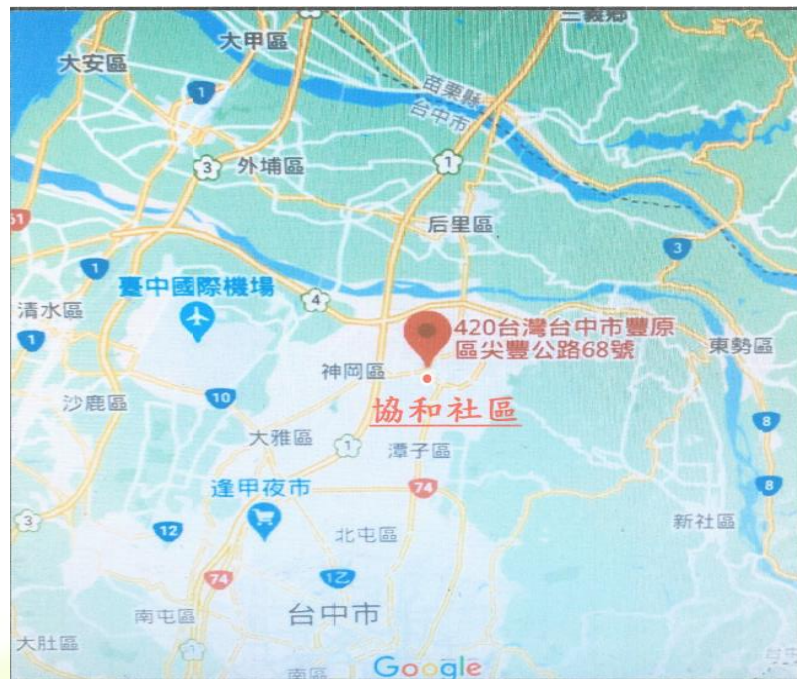 三義鄉
大甲區
大安區
1
苗栗縣
台中市
3
外埔區
1
后里區
61
3
1
臺中國際機場
4
清水區
1
420台灣台中市豐原
區尖豐公路68號
東勢區
神岡區
沙鹿區
10
協和社區
8
大雅區
1
潭子區
逢甲夜市
74
8
3
12
北屯區
新社區
74
1乙
南屯區
台中市
大肚區
1
南區
Google